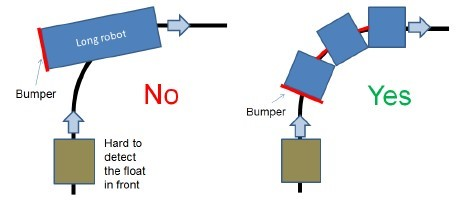 Long robot
Bumper
No
Hard to
detect
the float
in front
Bumper
Yes